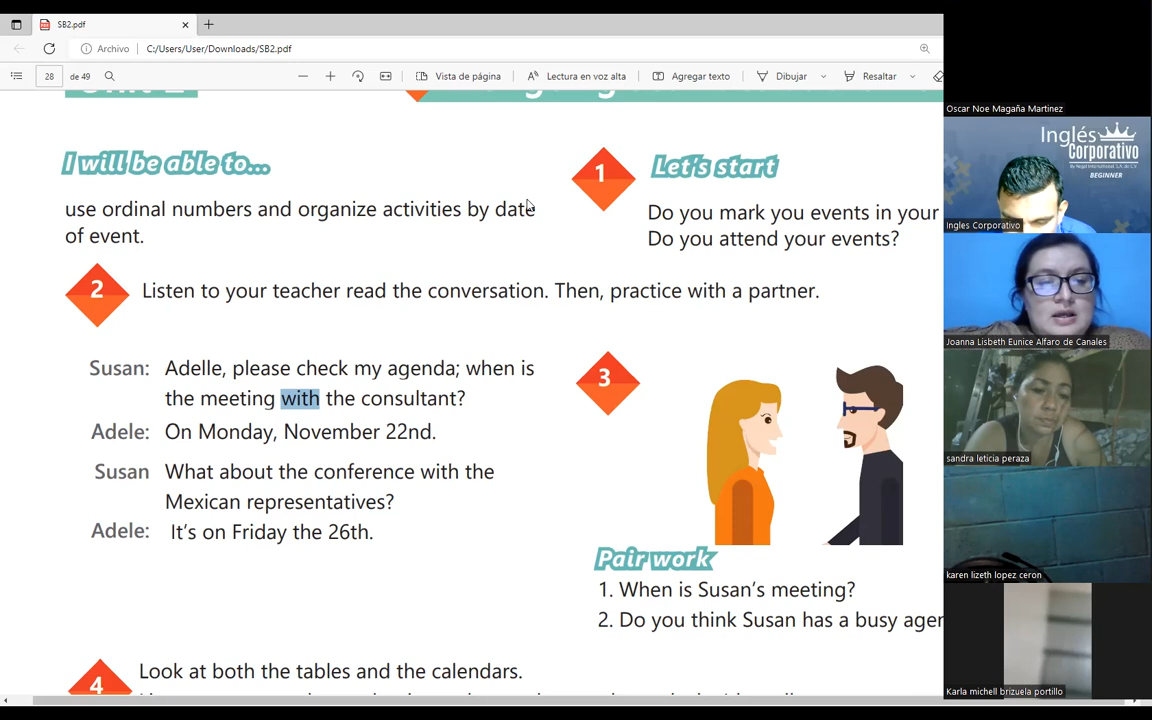 SB2.pdf
Archivo
C:/Users/User/Downloads/SB2.pdf
28 de 49
Vista de página
Lectura en voz alta
Agregar texto
Dibujar
Resaltar
I will be able to...
use ordinal numbers and organize activities by date
of event.
1
Let's start
Do you mark you events in your
Do you attend your events?
2
Listen to your teacher read the conversation. Then, practice with a partner.
Susan: Adelle, please check my agenda; when is
the meeting with the consultant?
Adele: On Monday, November 22nd.
Susan What about the conference with the
Mexican representatives?
Adele: It's on Friday the 26th.
3
Pair work
1. When is Susan's meeting?
2. Do you think Susan has a busy agen
4
Look at both the tables and the calendars.
Oscar Noe Magaña Martinez
Inglés
Corporativo
By Regal International, S.A. de C.V.
BEGINNER
Ingles Corporativo
Joanna Lisbeth Eunice Alfaro de Canales
sandra leticia peraza
karen lizeth lopez ceron
Karla michell brizuela portillo